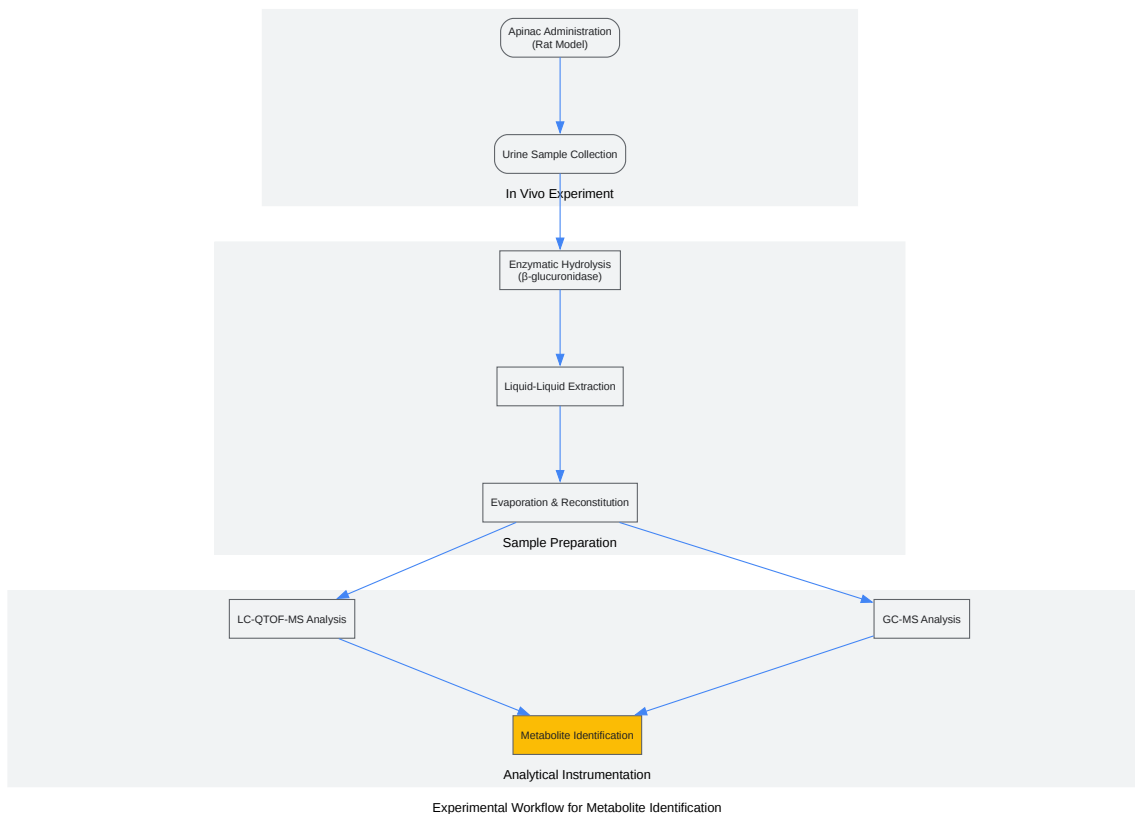 Apinac Administration
(Rat Model)
Urine Sample Collection
In Vivo Experiment
Enzymatic Hydrolysis
(β-glucuronidase)
Liquid-Liquid Extraction
Evaporation & Reconstitution
Sample Preparation
LC-QTOF-MS Analysis
GC-MS Analysis
Metabolite Identification
Analytical Instrumentation
Experimental Workflow for Metabolite Identification